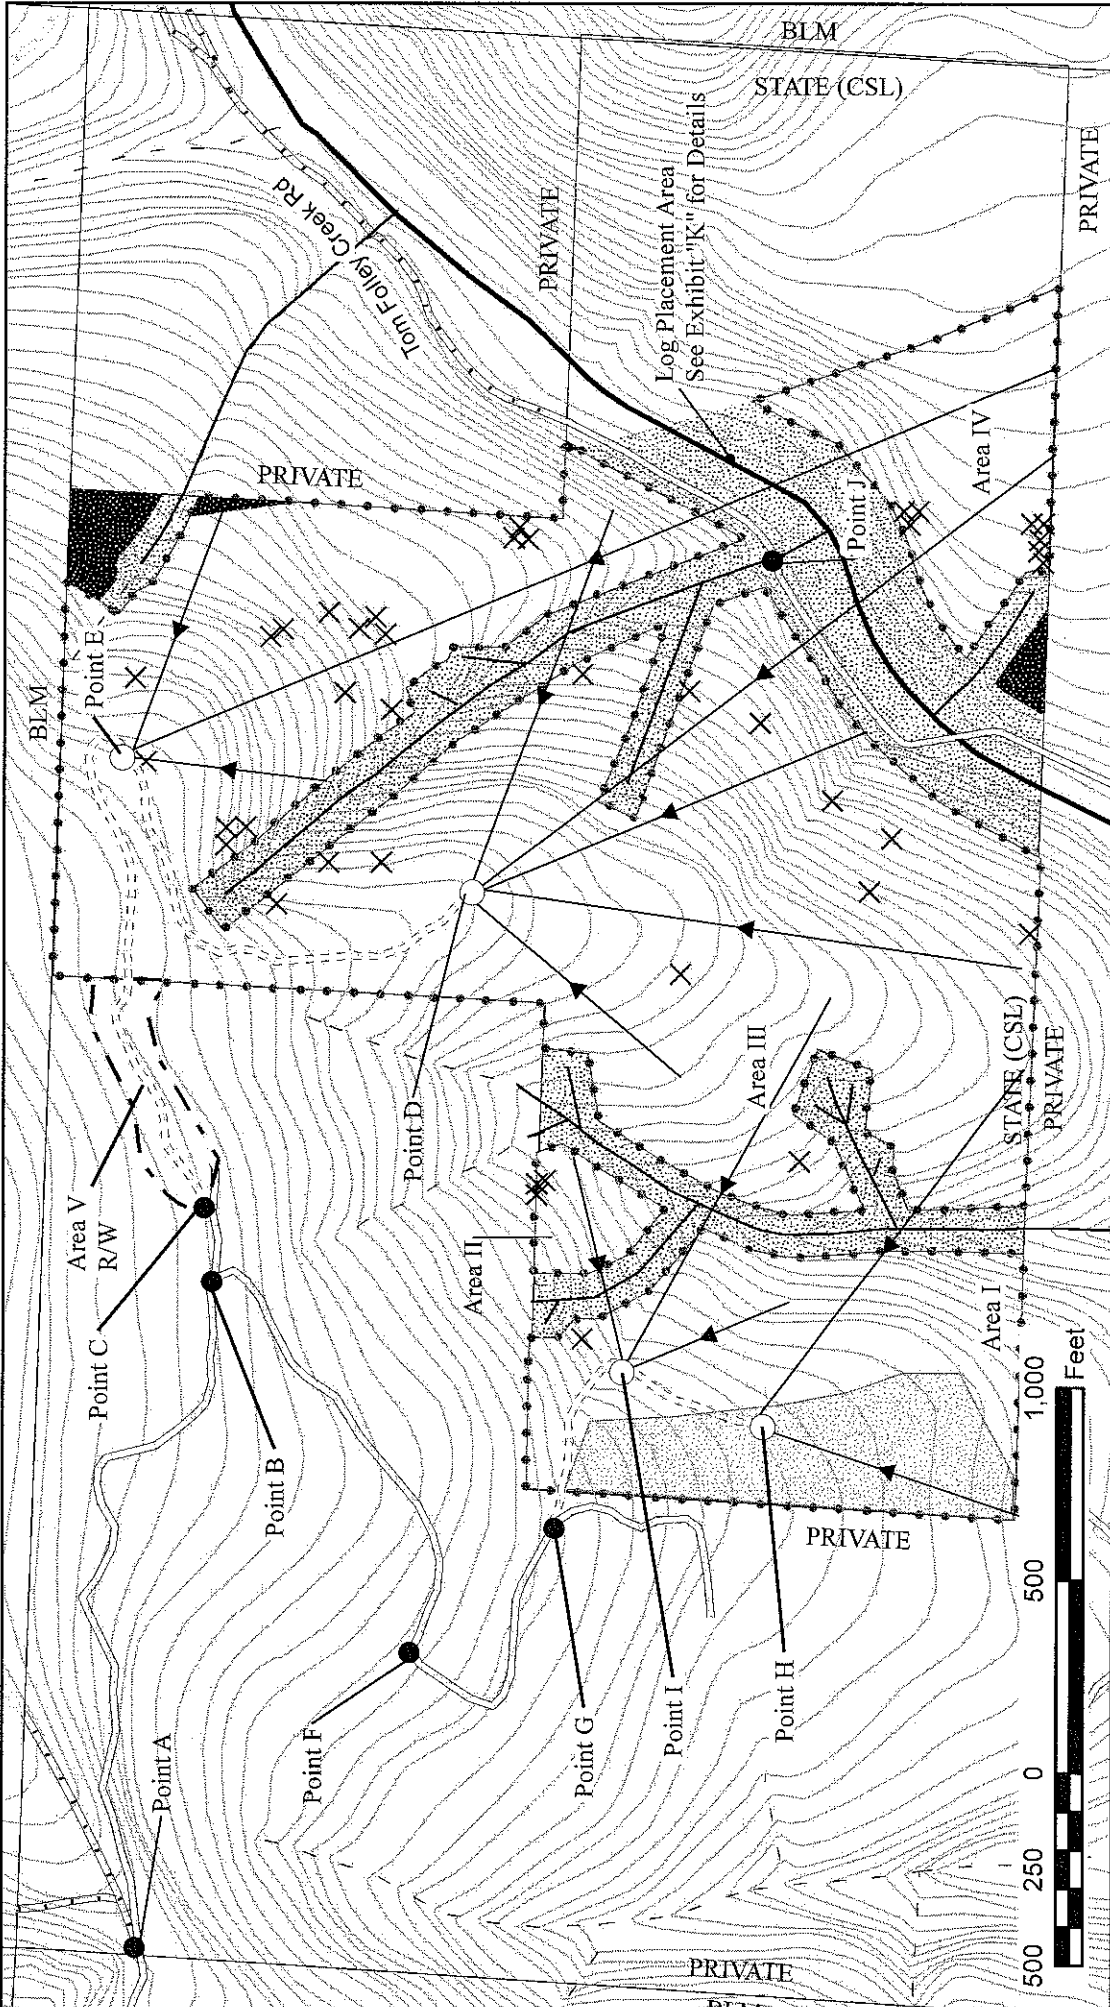 BLM
STATE (CSL)
PRIVATE
Tom Folley Creek Rd
PRIVATE
Log Placement Area
See Exhibit "K" for Details
PRIVATE
Area IV
Point J
BLM
Point E
Point D
Area III
STATE (CSL)
PRIVATE
Area V
R/W
Point C
Point B
Area II
Area I
PRIVATE
Point A
Point F
Point G
Point I
Point H
PRIVATE
500 250 0 500 1,000
Feet